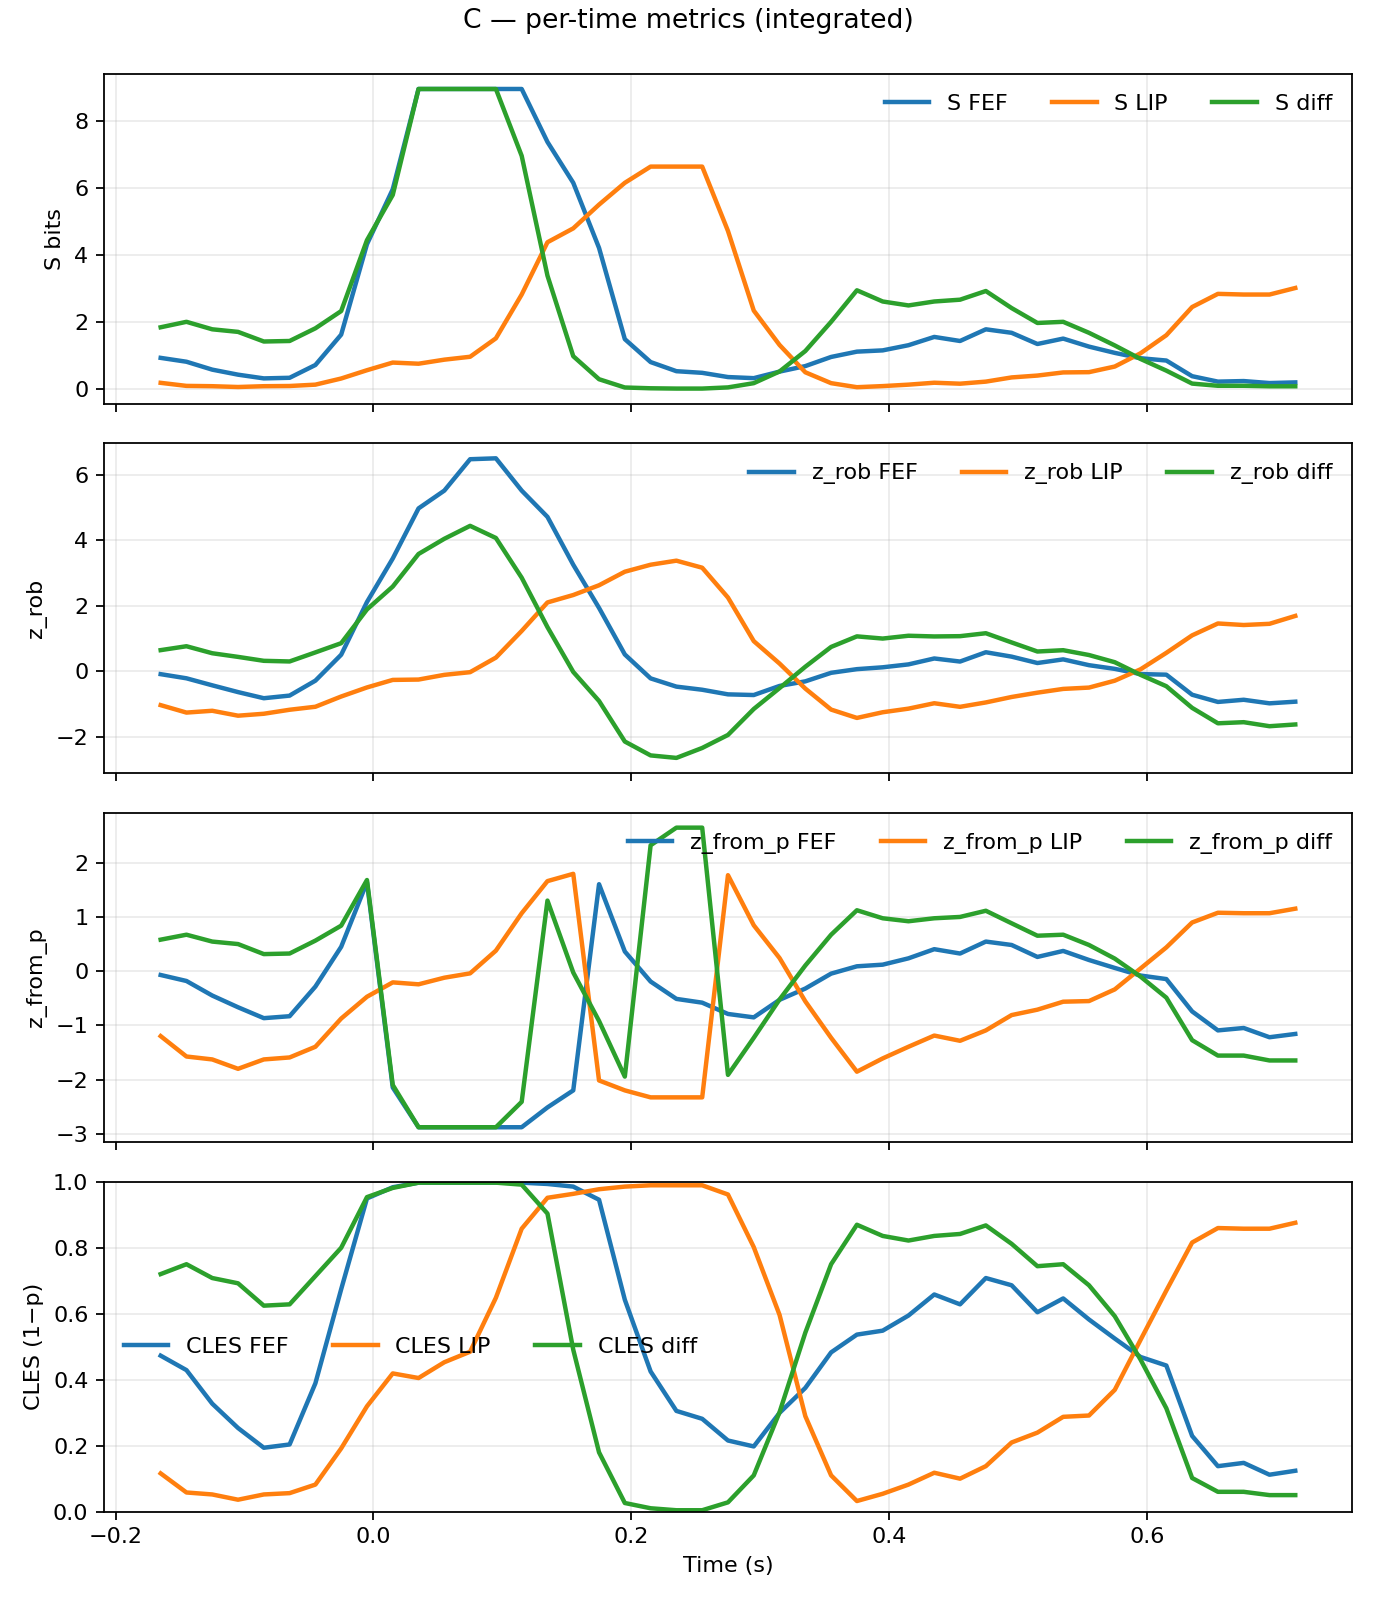 C — per-time metrics (integrated)
S FEF S LIP S diff
8
6
4
2
0
S bits
z_rob FEF z_rob LIP z_rob diff
6
4
2
0
−2
z_rob
z_from_p FEF z_from_p LIP z_from_p diff
2
1
0
−1
−2
−3
z_from_p
1.0
0.8
0.6
CLES FEF CLES LIP CLES diff
0.4
0.2
0.0
CLES (1−p)
−0.2 0.0 0.2 0.4 0.6
Time (s)